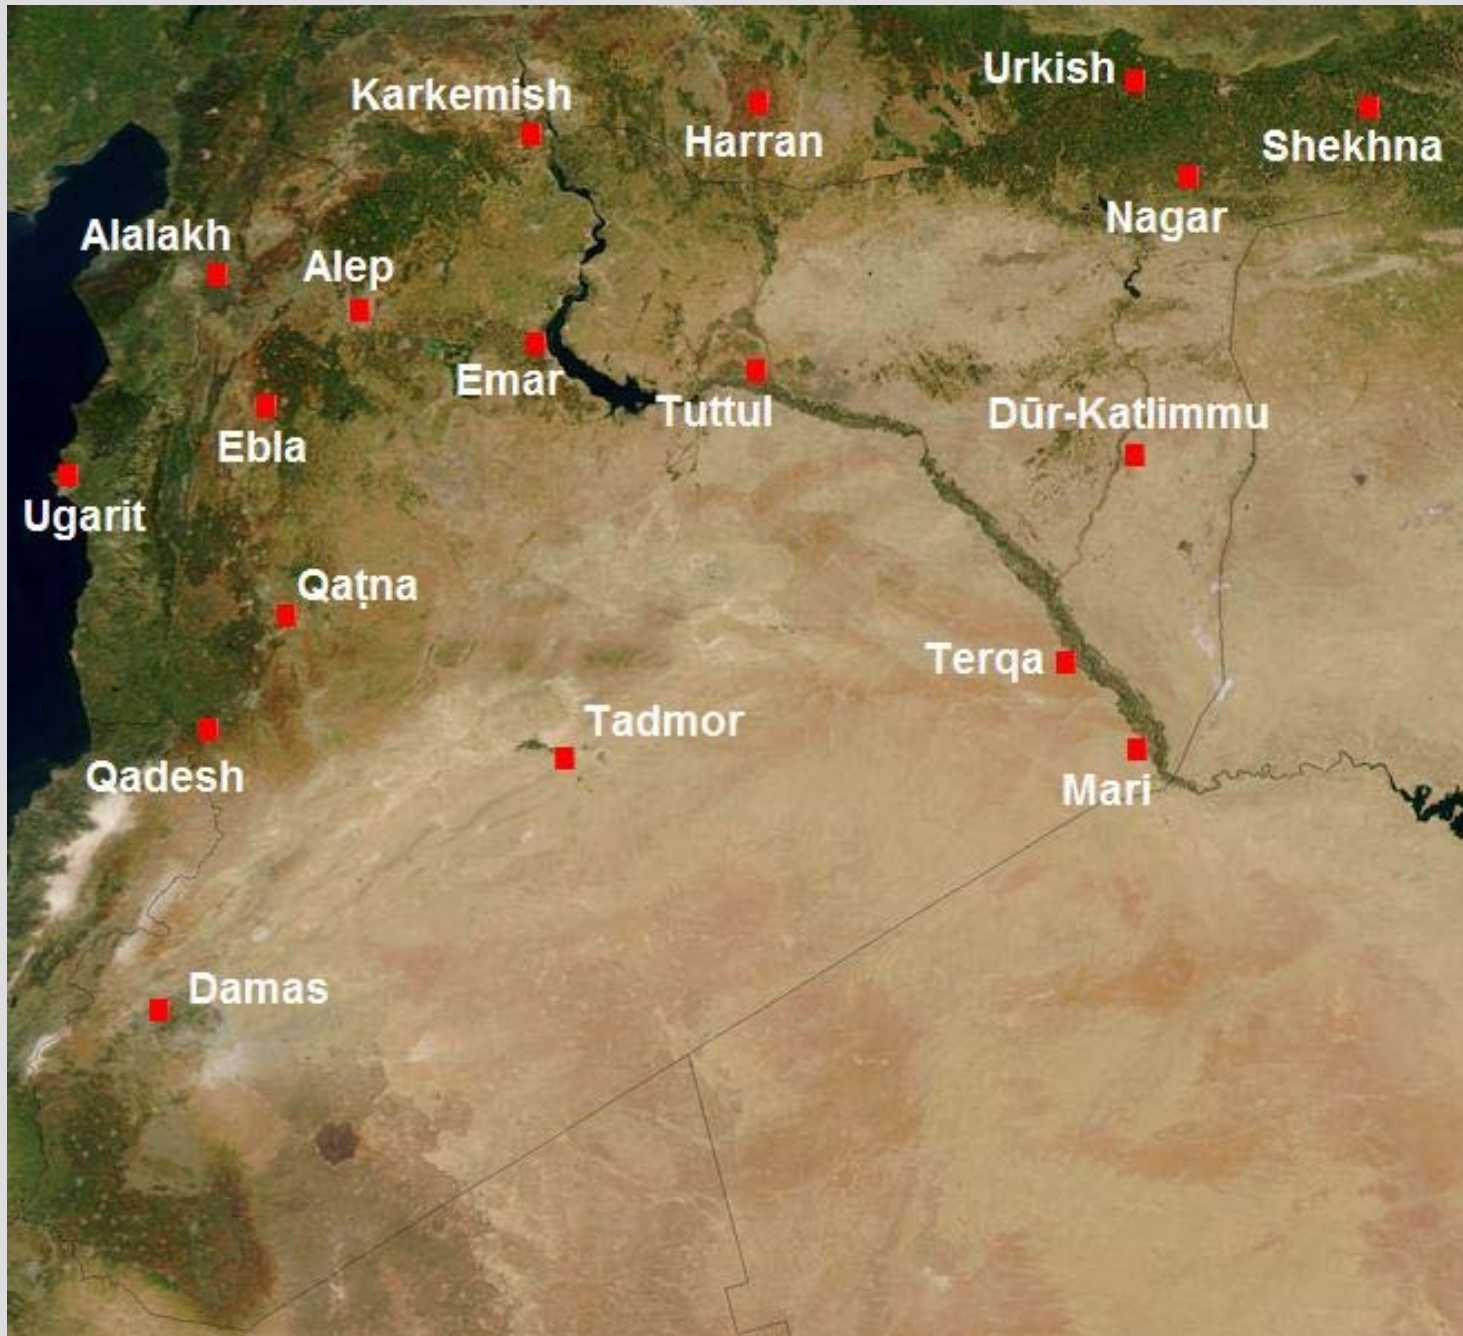 Urkish
Karkemish
Harran
Shekhna
Nagar
Alalakh
Alep
Emar
Tuttul
Dūr-Katlimmu
Ebla
Ugarit
Qaṭna
Terqa
Tadmor
Qadesh
Mari
Damas